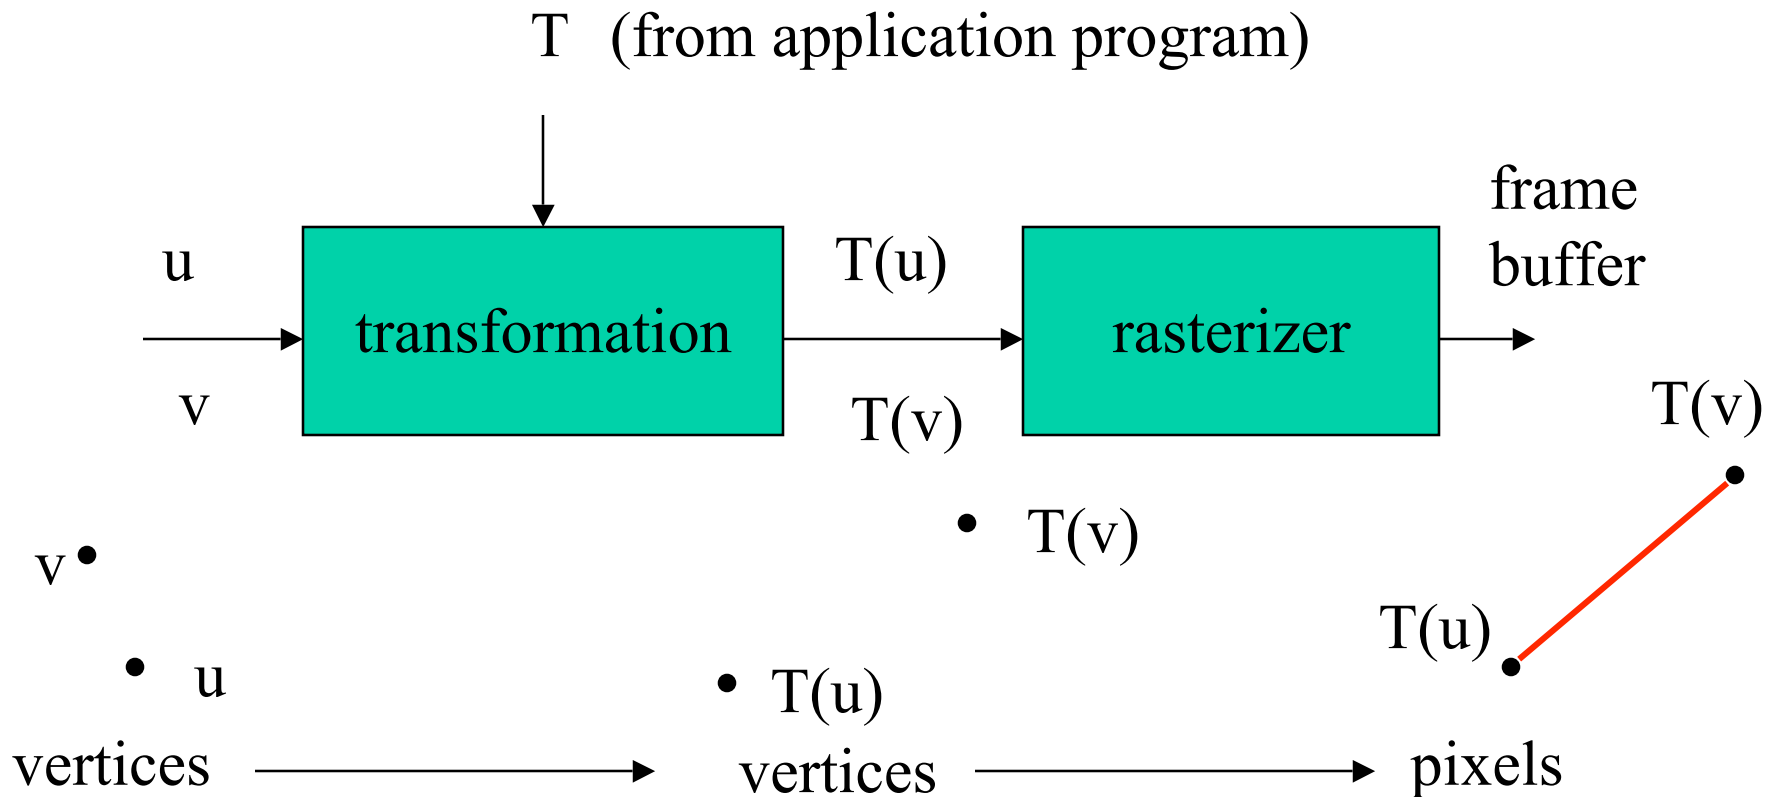 T (from application program)
frame
buffer
u
T(u)
transformation
rasterizer
v
T(v)
T(v)
T(v)
v
T(u)
u
T(u)
vertices
vertices
pixels